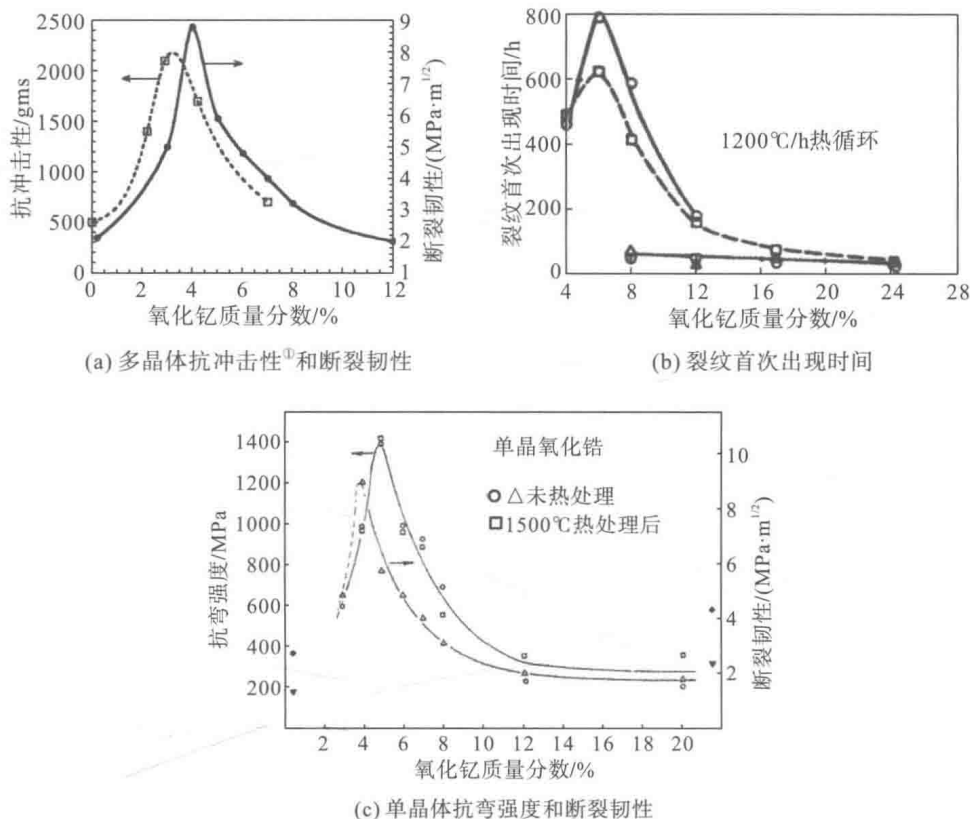 2500
2000
1500
1000
500
0
抗冲击性/gms
9
8
7
6
5
4
3
2
1
断裂韧性/(MPa·m1/2)
0 2 4 6 8 10 12
氧化钇质量分数/%
(a) 多晶体抗冲击性①和断裂韧性
800
600
400
200
0
裂纹首次出现时间/h
1200℃/h热循环
4 8 12 16 20 24 28
氧化钇质量分数/%
(b) 裂纹首次出现时间
1400
1200
1000
800
600
400
200
抗弯强度/MPa
单晶氧化锆
○△未热处理
□1500℃热处理后
10
8
6
4
2
断裂韧性/(MPa·m1/2)
2 4 6 8 10 12 14 16 18 20
氧化钇质量分数/%
(c) 单晶体抗弯强度和断裂韧性